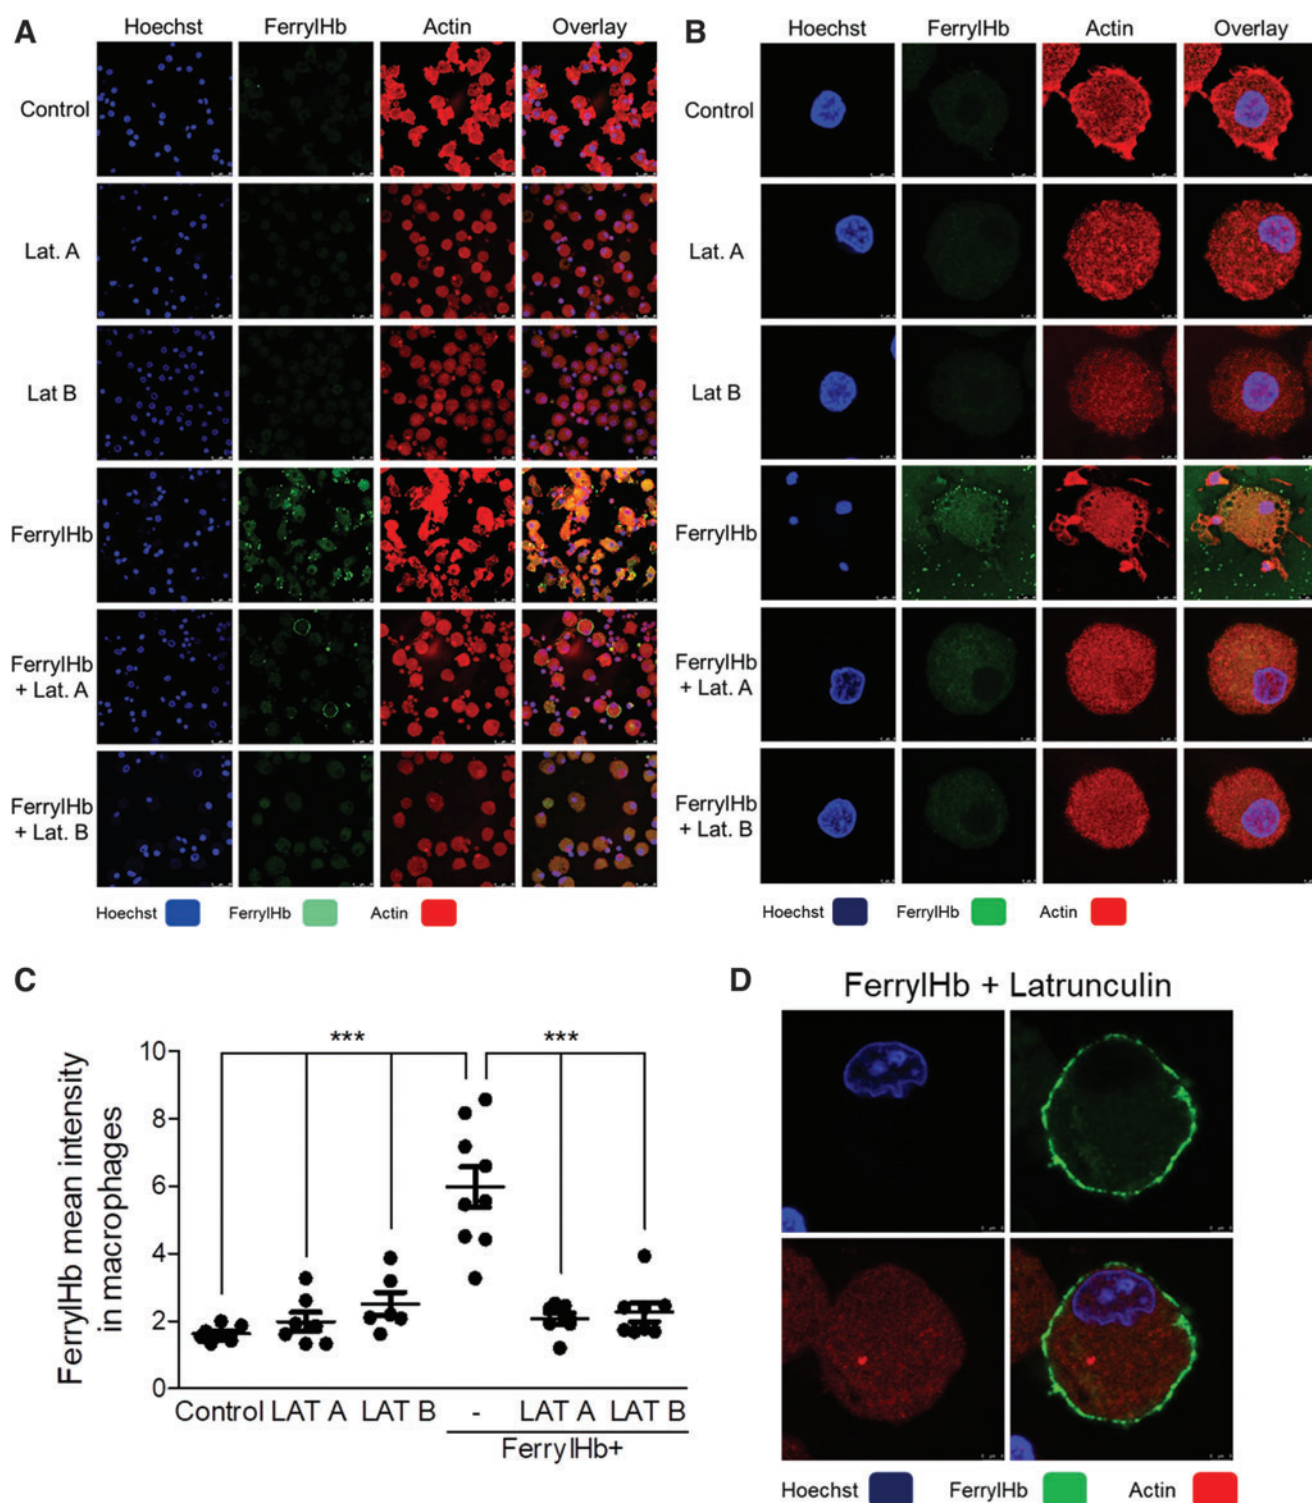 A
Hoechst FerrylHb Actin Overlay
Control
Lat. A
Lat B
FerrylHb
FerrylHb
+ Lat. A
FerrylHb
+ Lat. B
Hoechst FerrylHb Actin
B
Hoechst FerrylHb Actin Overlay
Control
Lat. A
Lat B
FerrylHb
FerrylHb
+ Lat. A
FerrylHb
+ Lat. B
Hoechst FerrylHb Actin
C
FerrylHb mean intensity
in macrophages
10
8
6
4
2
0
*** ***
Control LAT A LAT B - LAT A LAT B
FerrylHb+
D
FerrylHb + Latrunculin
Hoechst FerrylHb Actin